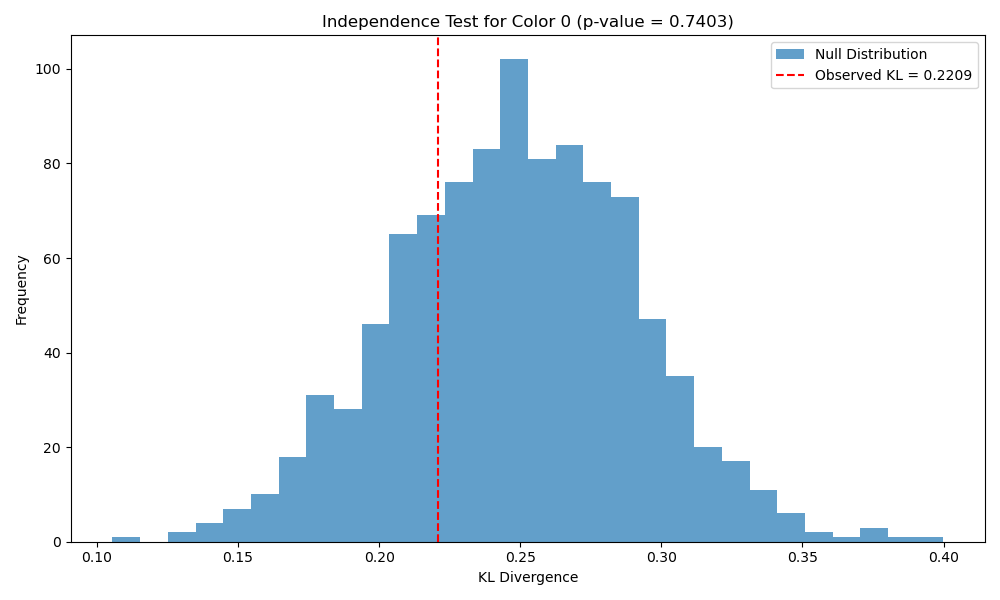 Independence Test for Color 0 (p-value = 0.7403)
Null Distribution
Observed KL = 0.2209
Frequency
100
80
60
40
20
0
0.10 0.15 0.20 0.25 0.30 0.35 0.40
KL Divergence